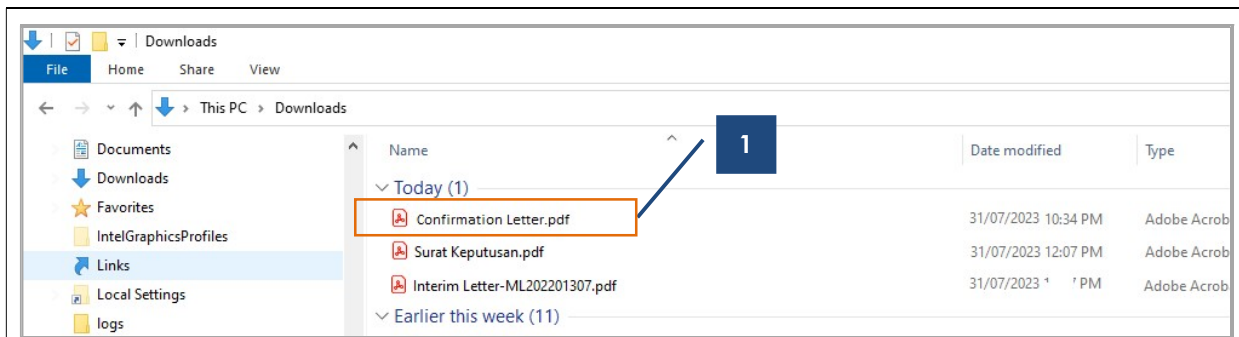 Downloads
File Home Share View
This PC > Downloads
Name Date modified Type
Documents
Downloads
Favorites
IntelGraphicsProfiles
Links
Local Settings
logs
Today (1)
Confirmation Letter.pdf 31/07/2023 10:34 PM Adobe Acrob
Surat Keputusan.pdf 31/07/2023 12:07 PM Adobe Acrob
Interim Letter-ML202201307.pdf 31/07/2023 PM Adobe Acrob
Earlier this week (11)
1